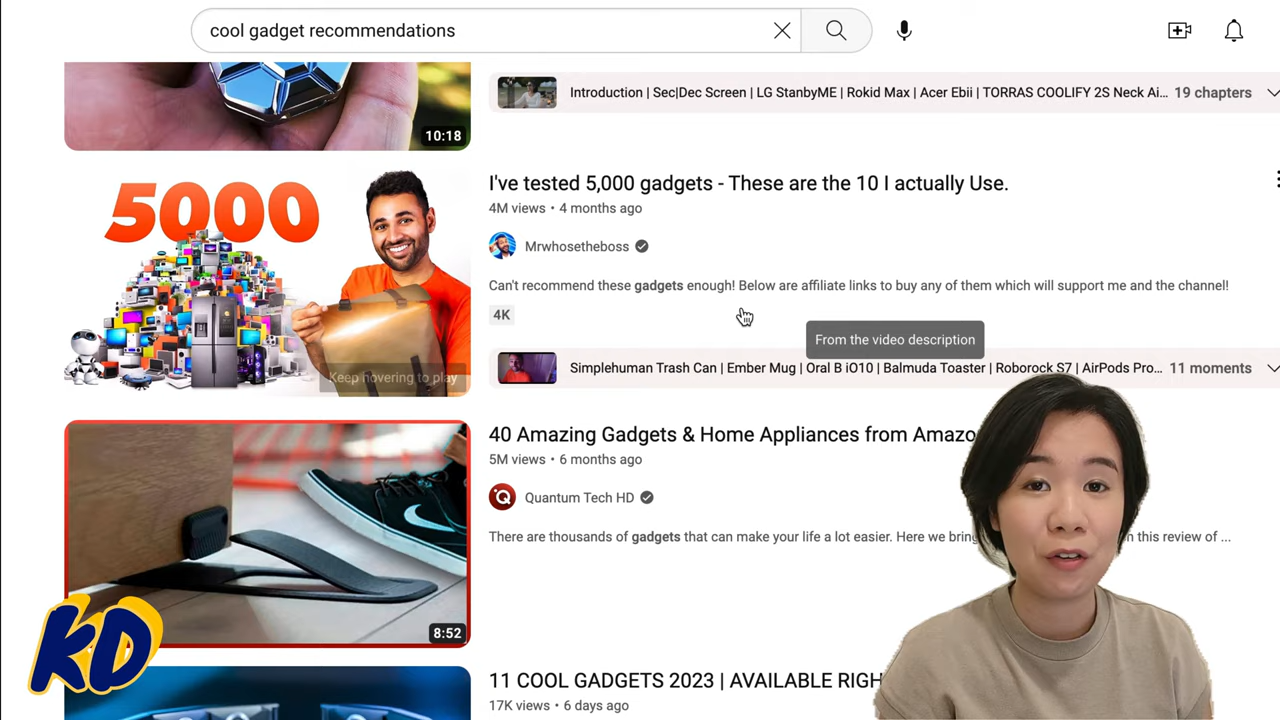 cool gadget recommendations
10:18
Introduction | Sec|Dec Screen | LG StanbyME | Rokid Max | Acer Ebii | TORRAS COOLIFY 2S Neck Ai... 19 chapters
5000
Keep hovering to play
I've tested 5,000 gadgets - These are the 10 I actually Use.
4M views • 4 months ago
Mrwhosetheboss
Can't recommend these gadgets enough! Below are affiliate links to buy any of them which will support me and the channel!
4K
From the video description
Simplehuman Trash Can | Ember Mug | Oral B iO10 | Balmuda Toaster | Roborock S7 | AirPods Pro... 11 moments
8:52
40 Amazing Gadgets & Home Appliances from Amazo
5M views • 6 months ago
Quantum Tech HD
There are thousands of gadgets that can make your life a lot easier. Here we bring n this review of ...
KD
11 COOL GADGETS 2023 | AVAILABLE RIGH
17K views • 6 days ago